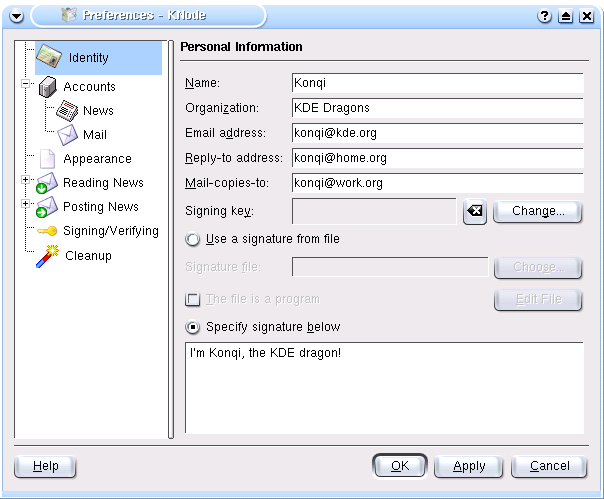 Preferences - KNode
Identity
Accounts
News
Mail
Appearance
Reading News
Posting News
Signing/Verifying
Cleanup
Personal Information
Name: Konqi
Organization: KDE Dragons
Email address: konqi@kde.org
Reply-to address: konqi@home.org
Mail-copies-to: konqi@work.org
Signing key: Change...
Use a signature from file
Signature file: Choose...
The file is a program Edit File
Specify signature below
I'm Konqi, the KDE dragon!
Help OK Apply Cancel